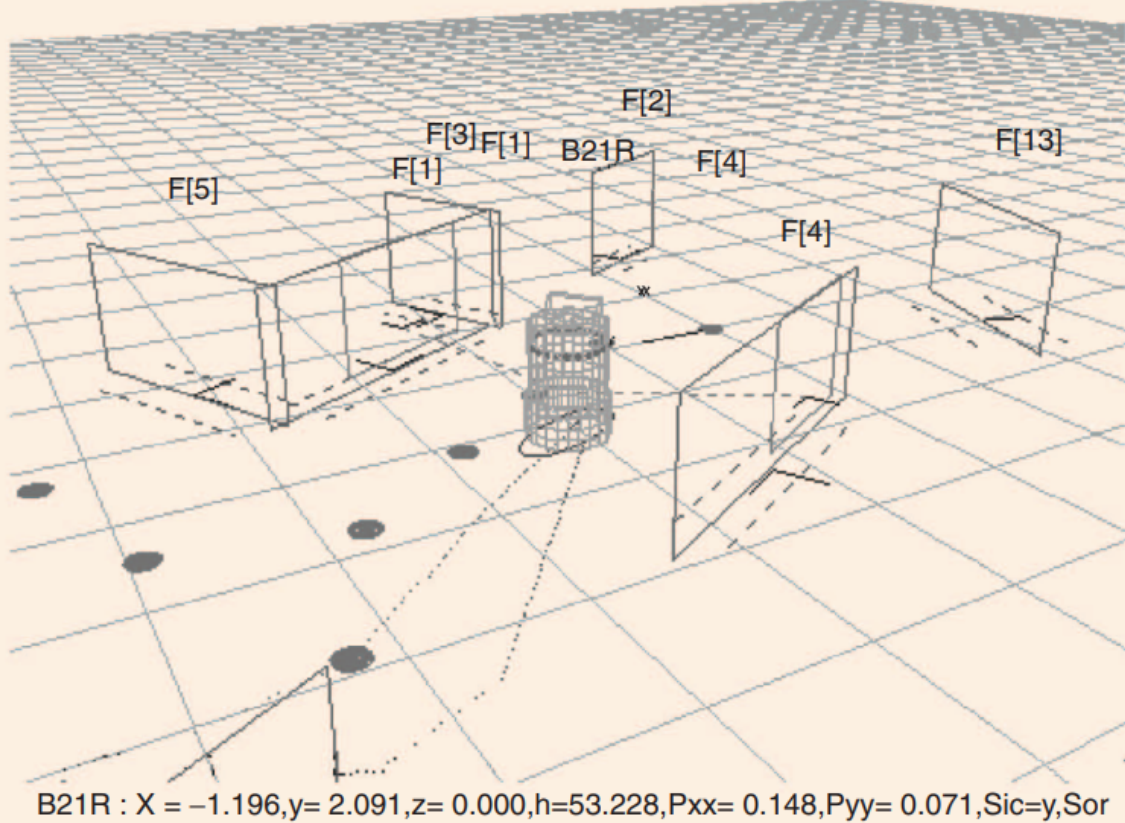 F[2]
F[3]
F[1]
B21R
F[13]
F[1]
F[4]
F[5]
F[4]
xx
B21R : X = –1.196,y= 2.091,z= 0.000,h=53.228,Pxx= 0.148,Pyy= 0.071,Sic=y,Sor